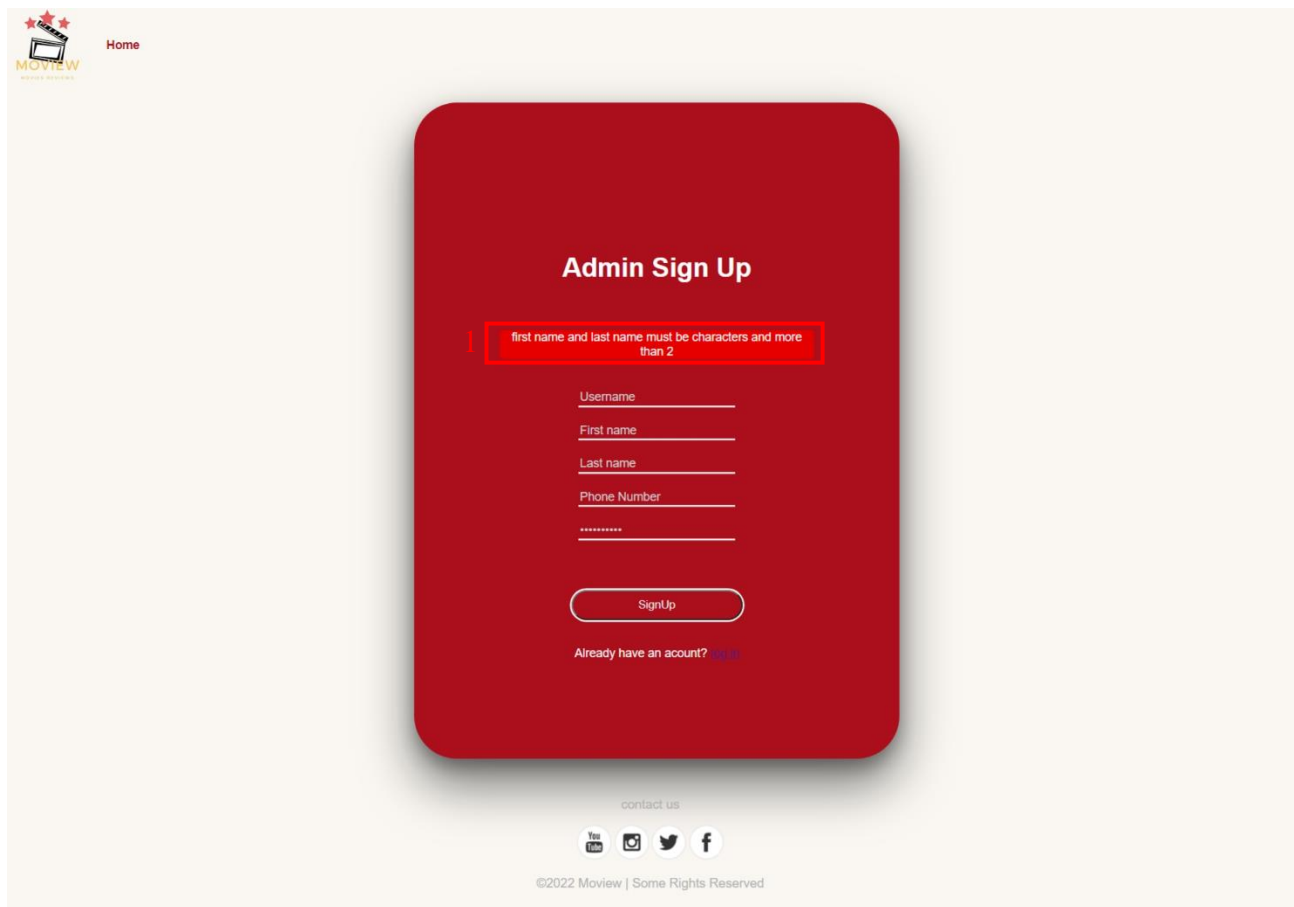 MOVIEW
Home
Admin Sign Up
1
first name and last name must be characters and more
than 2
Username
First name
Last name
Phone Number
••••••••••
SignUp
Already have an acount? log in
contact us
You
Tube
©2022 Moview | Some Rights Reserved